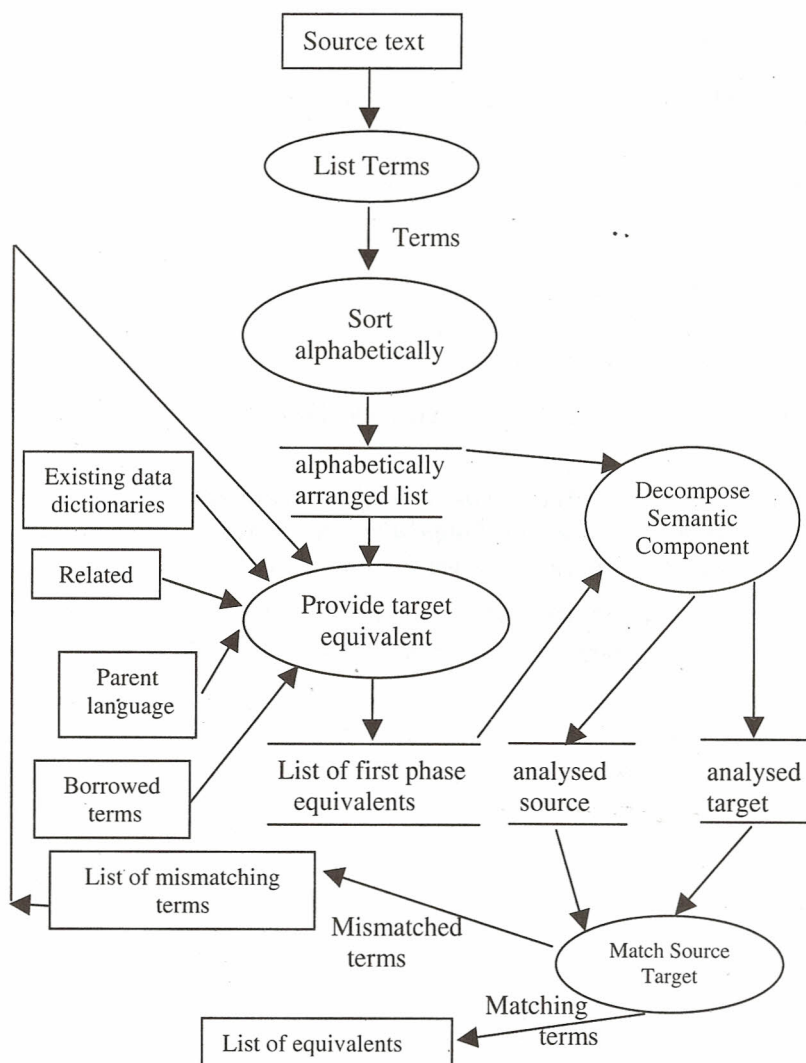 Source text
List Terms
Terms
Sort
alphabetically
alphabetically
arranged list
Existing data
dictionaries
Decompose
Semantic
Component
Related
Provide target
equivalent
Parent
language
Borrowed
terms
List of first phase
equivalents
analysed
source
analysed
target
List of mismatching
terms
Mismatched
terms
Match Source
Target
Matching
terms
List of equivalents